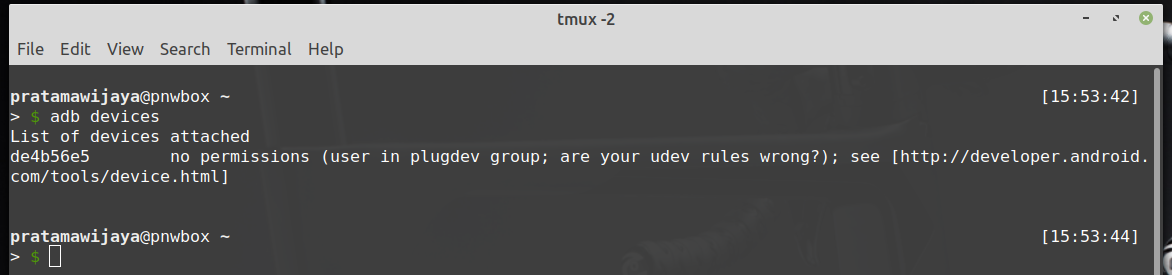 tmux -2
File Edit View Search Terminal Help
pratamawijaya@pnwbox ~ [15:53:42]
> $ adb devices
List of devices attached
de4b56e5 no permissions (user in plugdev group; are your udev rules wrong?); see [http://developer.android.
com/tools/device.html]
pratamawijaya@pnwbox ~ [15:53:44]
> $